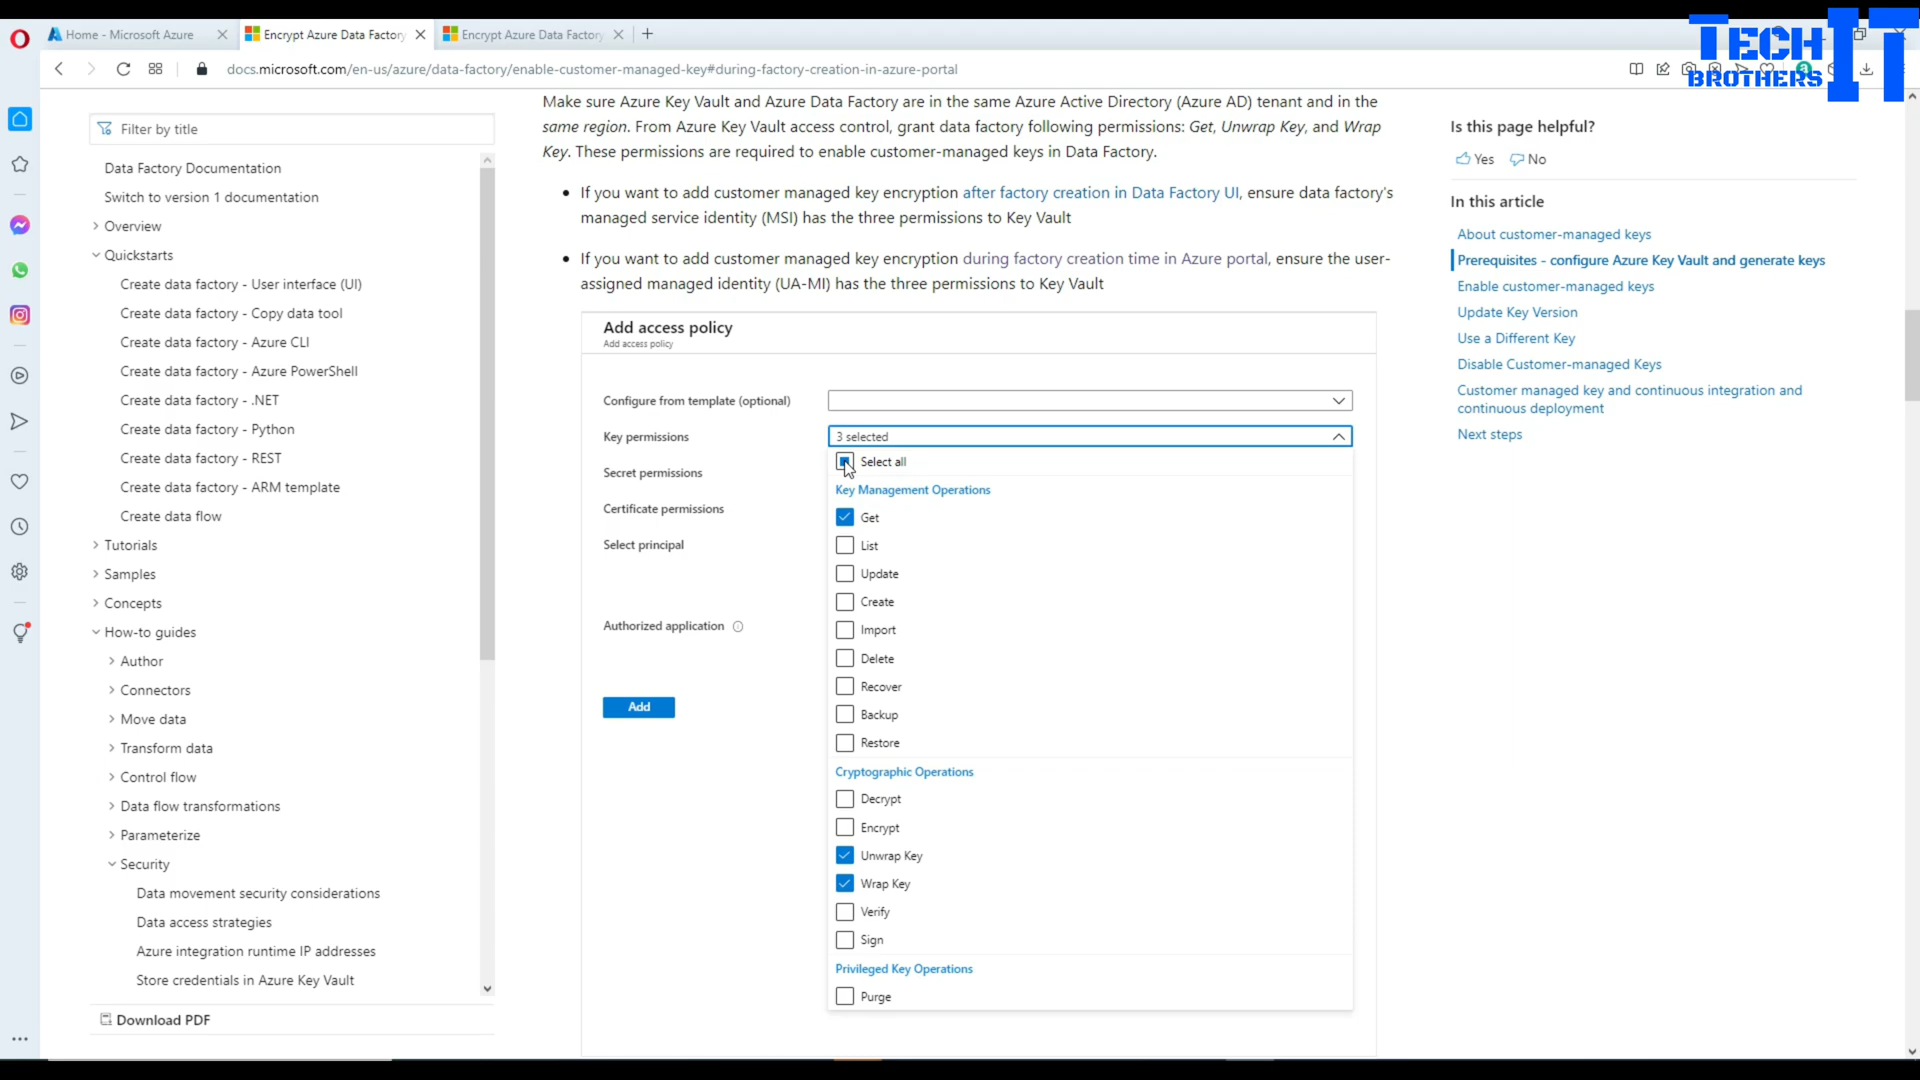 Home - Microsoft Azure
Encrypt Azure Data Factory
Encrypt Azure Data Factory
TECH IT
BROTHERS
docs.microsoft.com/en-us/azure/data-factory/enable-customer-managed-key#during-factory-creation-in-azure-portal
Filter by title
Data Factory Documentation
Switch to version 1 documentation
Overview
Quickstarts
Create data factory - User interface (UI)
Create data factory - Copy data tool
Create data factory - Azure CLI
Create data factory - Azure PowerShell
Create data factory - .NET
Create data factory - Python
Create data factory - REST
Create data factory - ARM template
Create data flow
Tutorials
Samples
Concepts
How-to guides
Author
Connectors
Move data
Transform data
Control flow
Data flow transformations
Parameterize
Security
Data movement security considerations
Data access strategies
Azure integration runtime IP addresses
Store credentials in Azure Key Vault
Download PDF
Make sure Azure Key Vault and Azure Data Factory are in the same Azure Active Directory (Azure AD) tenant and in the
same region. From Azure Key Vault access control, grant data factory following permissions: Get, Unwrap Key, and Wrap
Key. These permissions are required to enable customer-managed keys in Data Factory.
• If you want to add customer managed key encryption after factory creation in Data Factory UI, ensure data factory's
managed service identity (MSI) has the three permissions to Key Vault
• If you want to add customer managed key encryption during factory creation time in Azure portal, ensure the user-
assigned managed identity (UA-MI) has the three permissions to Key Vault
Add access policy
Add access policy
Configure from template (optional)
Key permissions
3 selected
Select all
Secret permissions
Key Management Operations
Certificate permissions
Get
Select principal
List
Update
Create
Authorized application
Import
Delete
Recover
Add
Backup
Restore
Cryptographic Operations
Decrypt
Encrypt
Unwrap Key
Wrap Key
Verify
Sign
Privileged Key Operations
Purge
Is this page helpful?
Yes No
In this article
About customer-managed keys
Prerequisites - configure Azure Key Vault and generate keys
Enable customer-managed keys
Update Key Version
Use a Different Key
Disable Customer-managed Keys
Customer managed key and continuous integration and
continuous deployment
Next steps